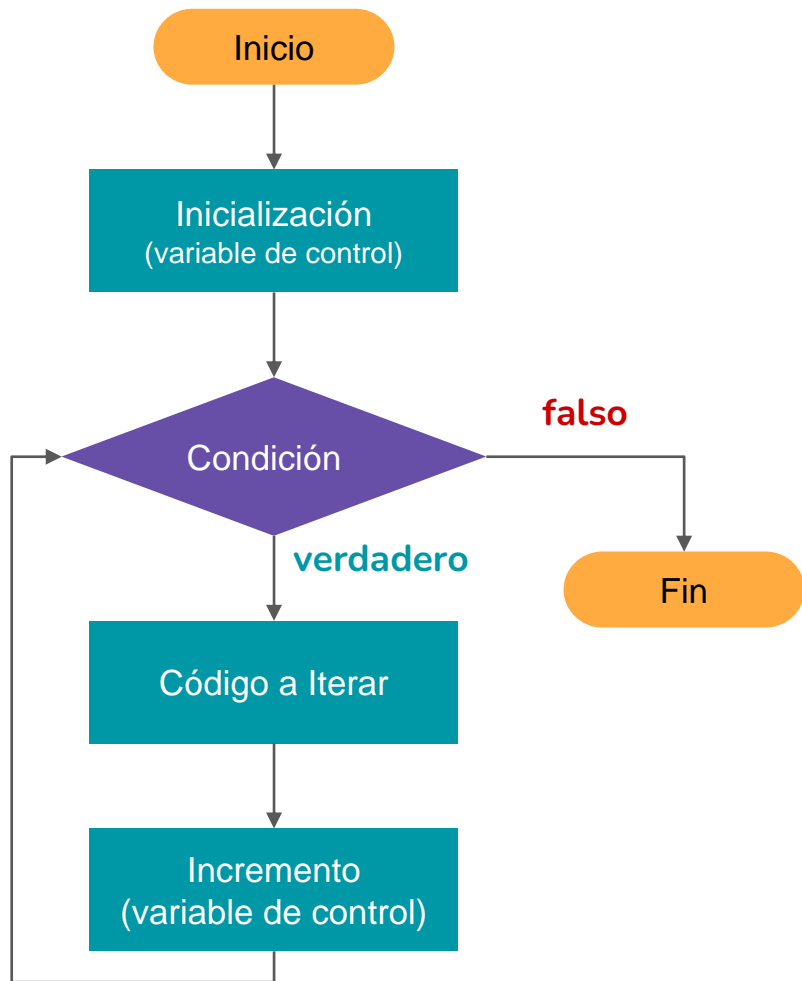 Inicio
Inicialización
(variable de control)
falso
Condición
verdadero
Fin
Código a Iterar
Incremento
(variable de control)